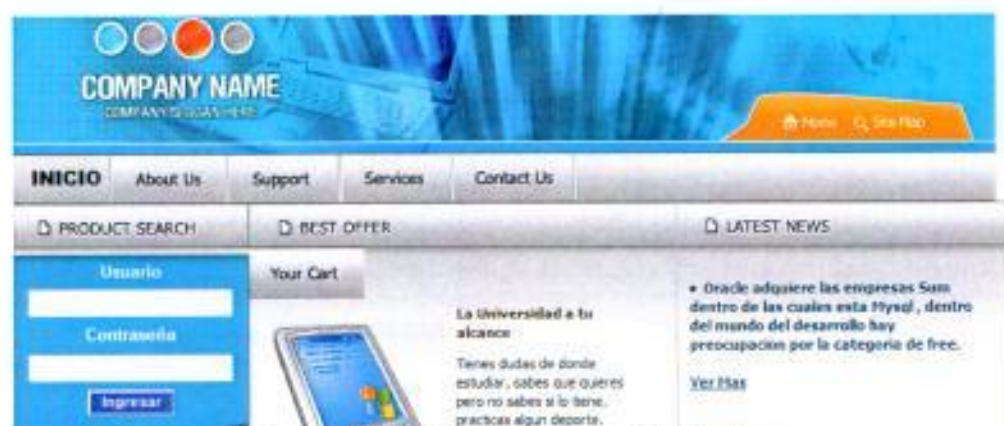 COMPANY NAME
COMPANY SLOGAN HERE
Home Site Map
INICIO About Us Support Services Contact Us
PRODUCT SEARCH
Usuario
Contraseña
Ingresar
BEST OFFER
Your Cart
La Universidad a tu
alcance
Tienes dudas de donde
estudiar, sabes que quieres
pero no sabes si lo tiene,
practicas algun deporte,
LATEST NEWS
• Oracle adquiere las empresas Sum
dentro de las cuales esta Mysql, dentro
del mundo del desarrollo hay
preocupacion por la categoria de free.
Ver Mas